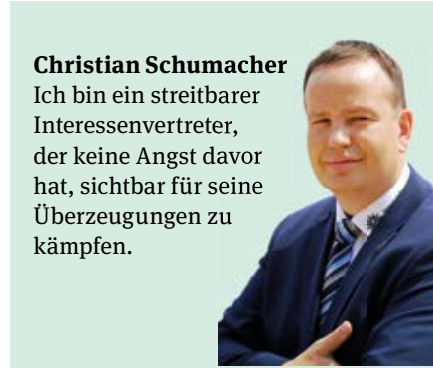 Christian Schumacher
Ich bin ein streitbarer
Interessenvertreter,
der keine Angst davor
hat, sichtbar für seine
Überzeugungen zu
kämpfen.